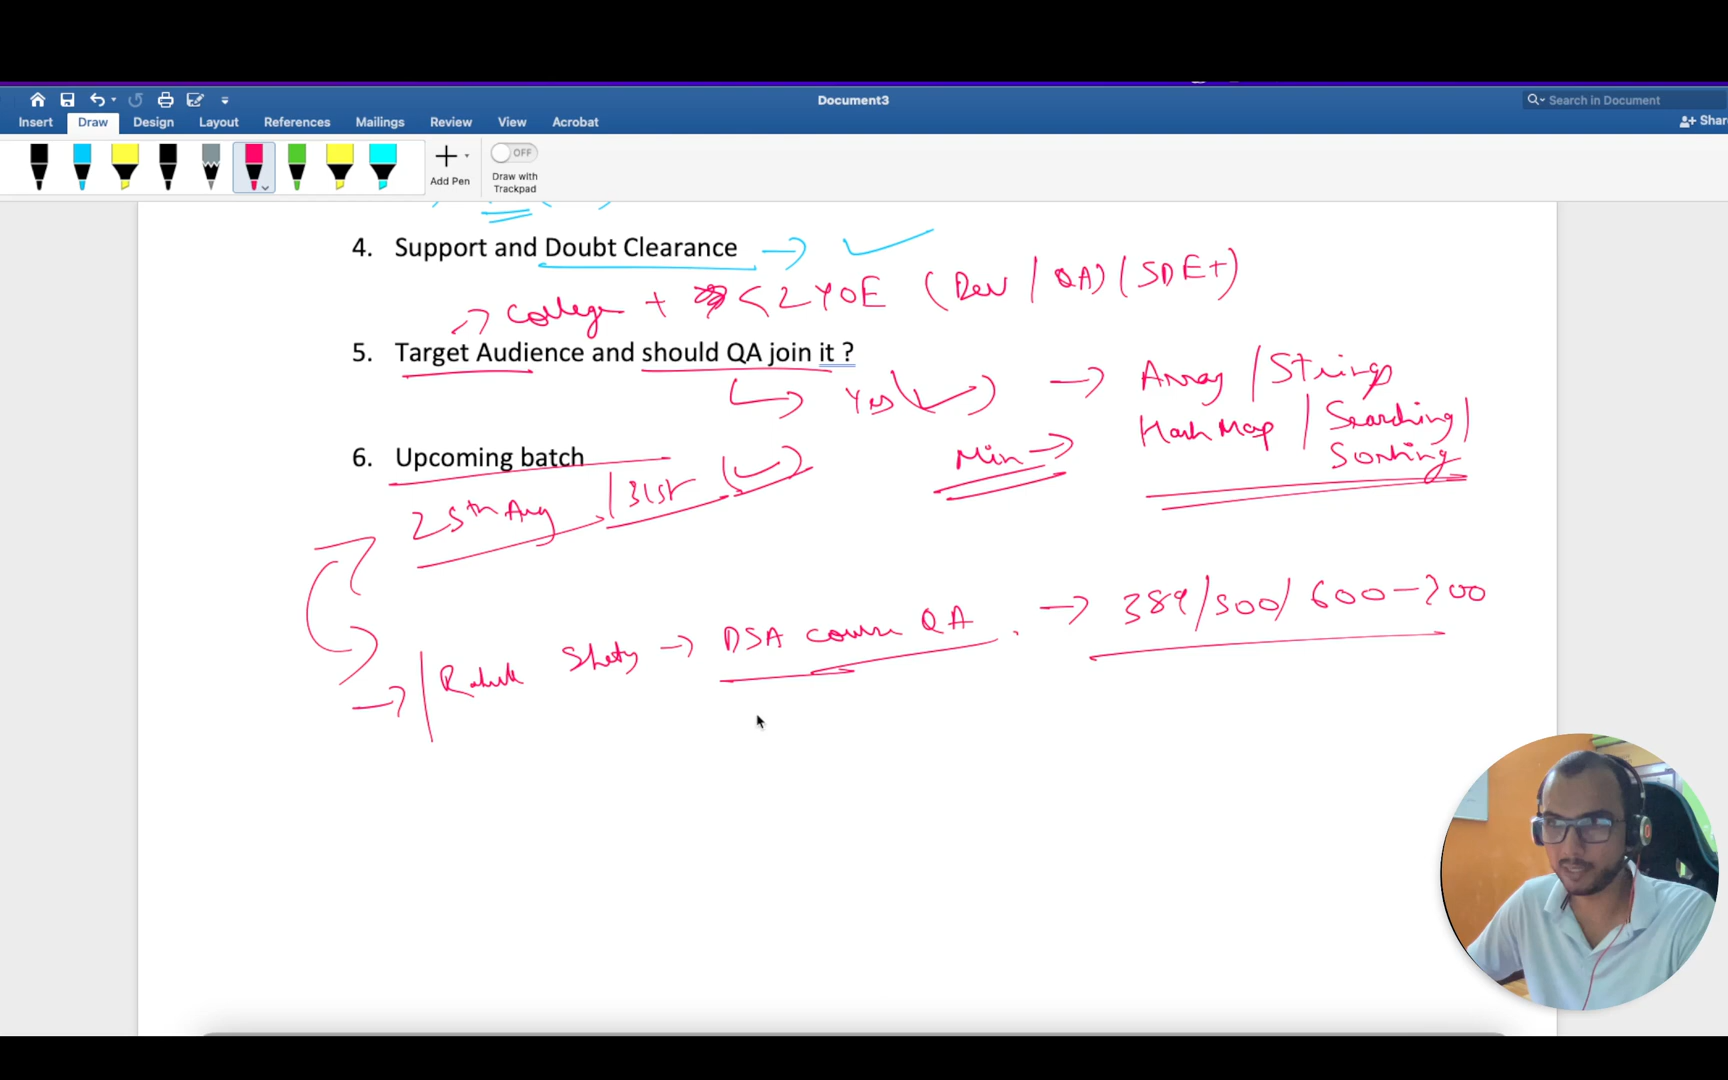 Document3
Search in Document
Insert Draw Design Layout References Mailings Review View Acrobat
Shar
OFF
Add Pen
Draw with
Trackpad
4. Support and Doubt Clearance
→ College + < 2 YOE (Dev / QA) (SDET)
5. Target Audience and should QA join it ?
Yes → Array / Strings
HashMap / Searching /
Sorting
Min →
6. Upcoming batch
25th Aug / 31st
→ Shetty → DSA course QA → 389/500/ 600-700